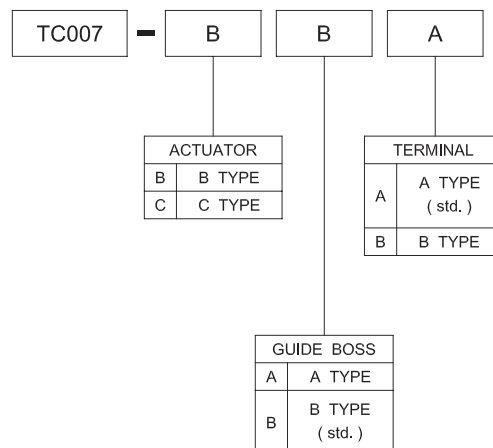 TC007 - B B A
ACTUATOR
B B TYPE
C C TYPE
TERMINAL
A A TYPE
( std. )
B B TYPE
GUIDE BOSS
A A TYPE
B B TYPE
( std. )